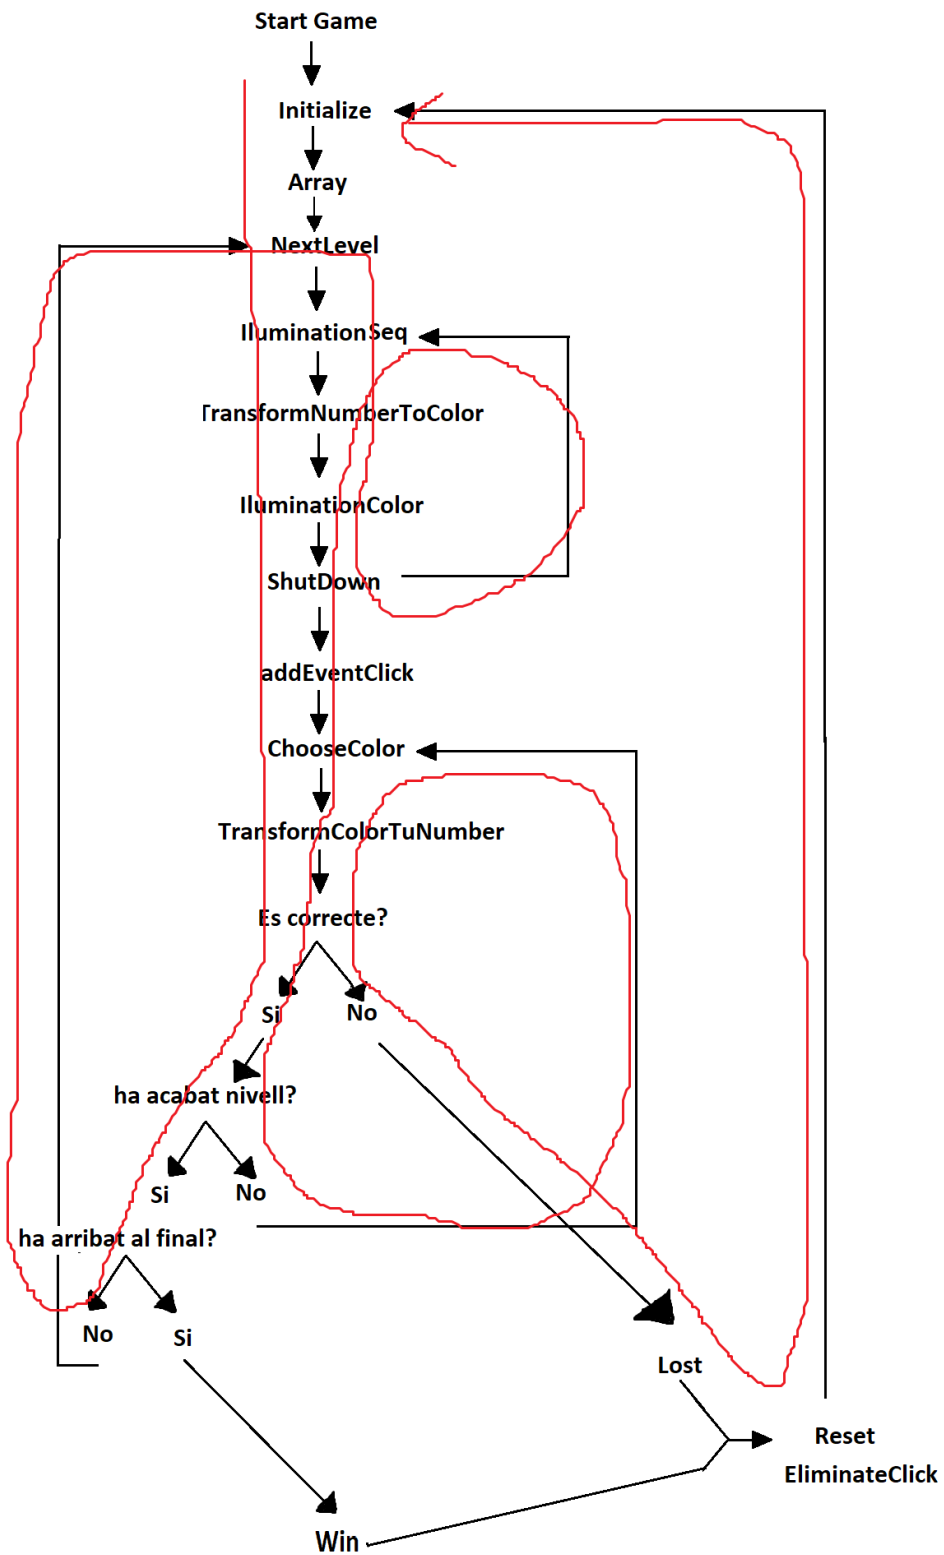 Start Game
Initialize
Array
NextLevel
IluminationSeq
TransformNumberToColor
IluminationColor
ShutDown
addEventClick
ChooseColor
TransformColorTuNumber
Es correcte?
Si
No
ha acabat nivell?
Si
No
ha arribat al final?
No
Si
Lost
Reset
EliminateClick
Win